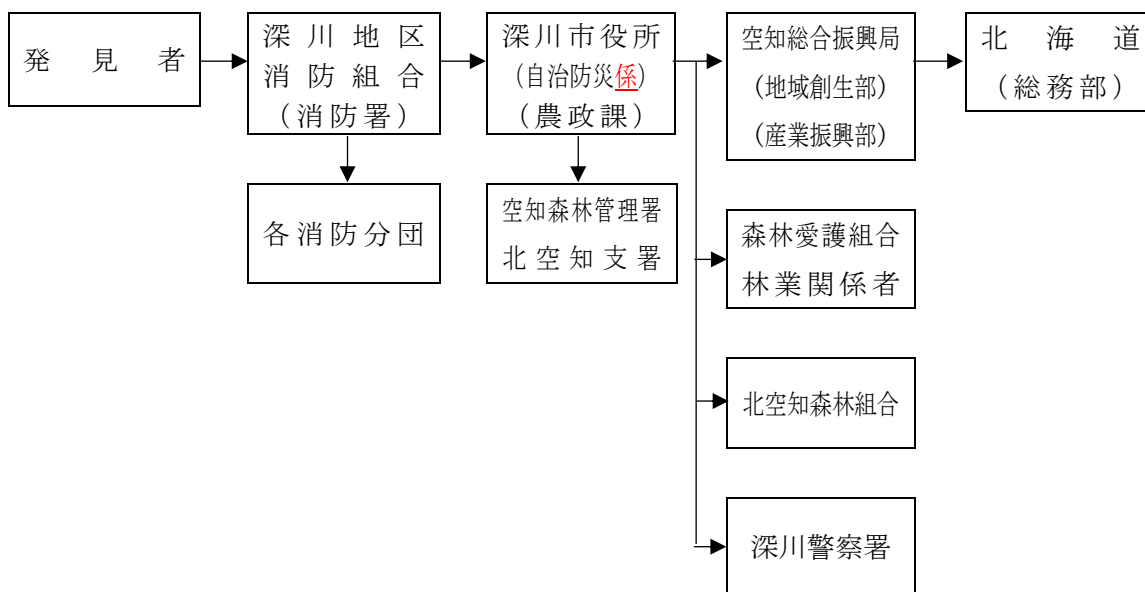 発見者
深川地区
消防組合
(消防署)
深川市役所
(自治防災係)
(農政課)
空知総合振興局
(地域創生部)
(産業振興部)
北海道
(総務部)
各消防分団
空知森林管理署
北空知支署
森林愛護組合
林業関係者
北空知森林組合
深川警察署